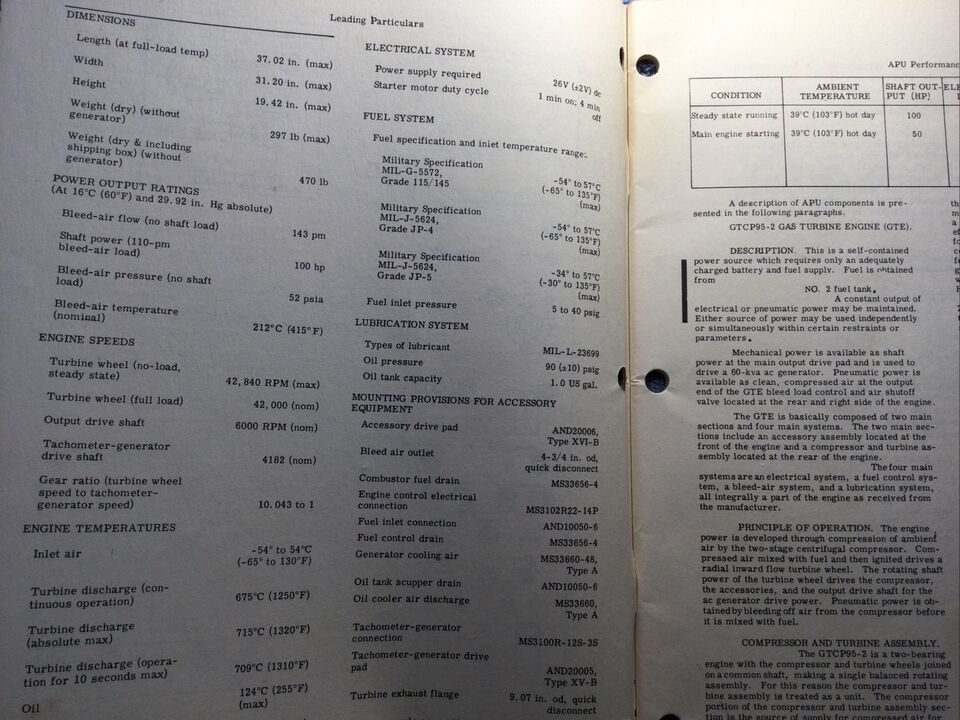 Leading Particulars
DIMENSIONS
Length (at full-load temp) 37.02 in. (max)
Width 31.20 in. (max)
Height 19.42 in. (max)
Weight (dry) (without
generator) 297 lb (max)
Weight (dry & including
shipping box) (without
generator) 470 lb
POWER OUTPUT RATINGS
(At 16°C (60°F) and 29.92 in. Hg absolute)
Bleed-air flow (no shaft load) 143 pm
Shaft power (110-pm
bleed-air load) 100 hp
Bleed-air pressure (no shaft
load) 52 psia
Bleed-air temperature
(nominal) 212°C (415°F)
ENGINE SPEEDS
Turbine wheel (no-load,
steady state) 42,840 RPM (max)
Turbine wheel (full load) 42,000 (nom)
Output drive shaft 6000 RPM (nom)
Tachometer-generator
drive shaft 4182 (nom)
Gear ratio (turbine wheel
speed to tachometer-
generator speed) 10.043 to 1
ENGINE TEMPERATURES
Inlet air -54° to 54°C
(-65° to 130°F)
Turbine discharge (con-
tinuous operation) 675°C (1250°F)
Turbine discharge
(absolute max) 715°C (1320°F)
Turbine discharge (opera-
tion for 10 seconds max) 709°C (1310°F)
Oil 124°C (255°F)
(max)
ELECTRICAL SYSTEM
Power supply required 26V (±2V) dc
Starter motor duty cycle 1 min on; 4 min
off
FUEL SYSTEM
Fuel specification and inlet temperature range:
Military Specification
MIL-G-5572,
Grade 115/145 -54° to 57°C
(-65° to 135°F)
(max)
Military Specification
MIL-J-5624,
Grade JP-4 -54° to 57°C
(-65° to 135°F)
(max)
Military Specification
MIL-J-5624,
Grade JP-5 -34° to 57°C
(-30° to 135°F)
(max)
Fuel inlet pressure 5 to 40 psig
LUBRICATION SYSTEM
Types of lubricant MIL-L-23699
Oil pressure 90 (±10) psig
Oil tank capacity 1.0 US gal.
MOUNTING PROVISIONS FOR ACCESSORY
EQUIPMENT
Accessory drive pad AND20006,
Type XVI-B
Bleed air outlet 4-3/4 in. od,
quick disconnect
Combustor fuel drain MS33656-4
Engine control electrical
connection MS3102R22-14P
Fuel inlet connection AND10050-6
Fuel control drain MS33656-4
Generator cooling air MS33660-48,
Type A
Oil tank scupper drain AND10050-6
Oil cooler air discharge MS33660,
Type A
Tachometer-generator
connection MS3100R-12S-3S
Tachometer-generator drive
pad AND20005,
Type XV-B
Turbine exhaust flange 9.07 in. od, quick
disconnect
APU Performanc
CONDITION AMBIENT TEMPERATURE SHAFT OUT-PUT (HP)
Steady state running 39°C (103°F) hot day 100
Main engine starting 39°C (103°F) hot day 50
A description of APU components is pre-
sented in the following paragraphs.
GTCP95-2 GAS TURBINE ENGINE (GTE).
DESCRIPTION. This is a self-contained
power source which requires only an adequately
charged battery and fuel supply. Fuel is obtained
from
NO. 2 fuel tank.
A constant output of
electrical or pneumatic power may be maintained.
Either source of power may be used independently
or simultaneously within certain restraints or
parameters.
Mechanical power is available as shaft
power at the main output drive pad and is used to
drive a 60-kva ac generator. Pneumatic power is
available as clean, compressed air at the output
end of the GTE bleed load control and air shutoff
valve located at the rear and right side of the engine.
The GTE is basically composed of two main
sections and four main systems. The two main sec-
tions include an accessory assembly located at the
front of the engine and a compressor and turbine as-
sembly located at the rear of the engine.
The four main
systems are an electrical system, a fuel control sys-
tem, a bleed-air system, and a lubrication system,
all integrally a part of the engine as received from
the manufacturer.
PRINCIPLE OF OPERATION. The engine
power is developed through compression of ambient
air by the two-stage centrifugal compressor. Com-
pressed air mixed with fuel and then ignited drives a
radial inward flow turbine wheel. The rotating shaft
power of the turbine wheel drives the compressor,
the accessories, and the output drive shaft for the
ac generator drive power. Pneumatic power is ob-
tained by bleeding off air from the compressor before
it is mixed with fuel.
COMPRESSOR AND TURBINE ASSEMBLY.
The GTCP95-2 is a two-bearing
engine with the compressor and turbine wheels joined
on a common shaft, making a single balanced rotating
assembly. For this reason the compressor and tur-
bine assembly is treated as a unit. The compressor
portion of the compressor and turbine assembly sec-
tion is the source of supply for compressed air for